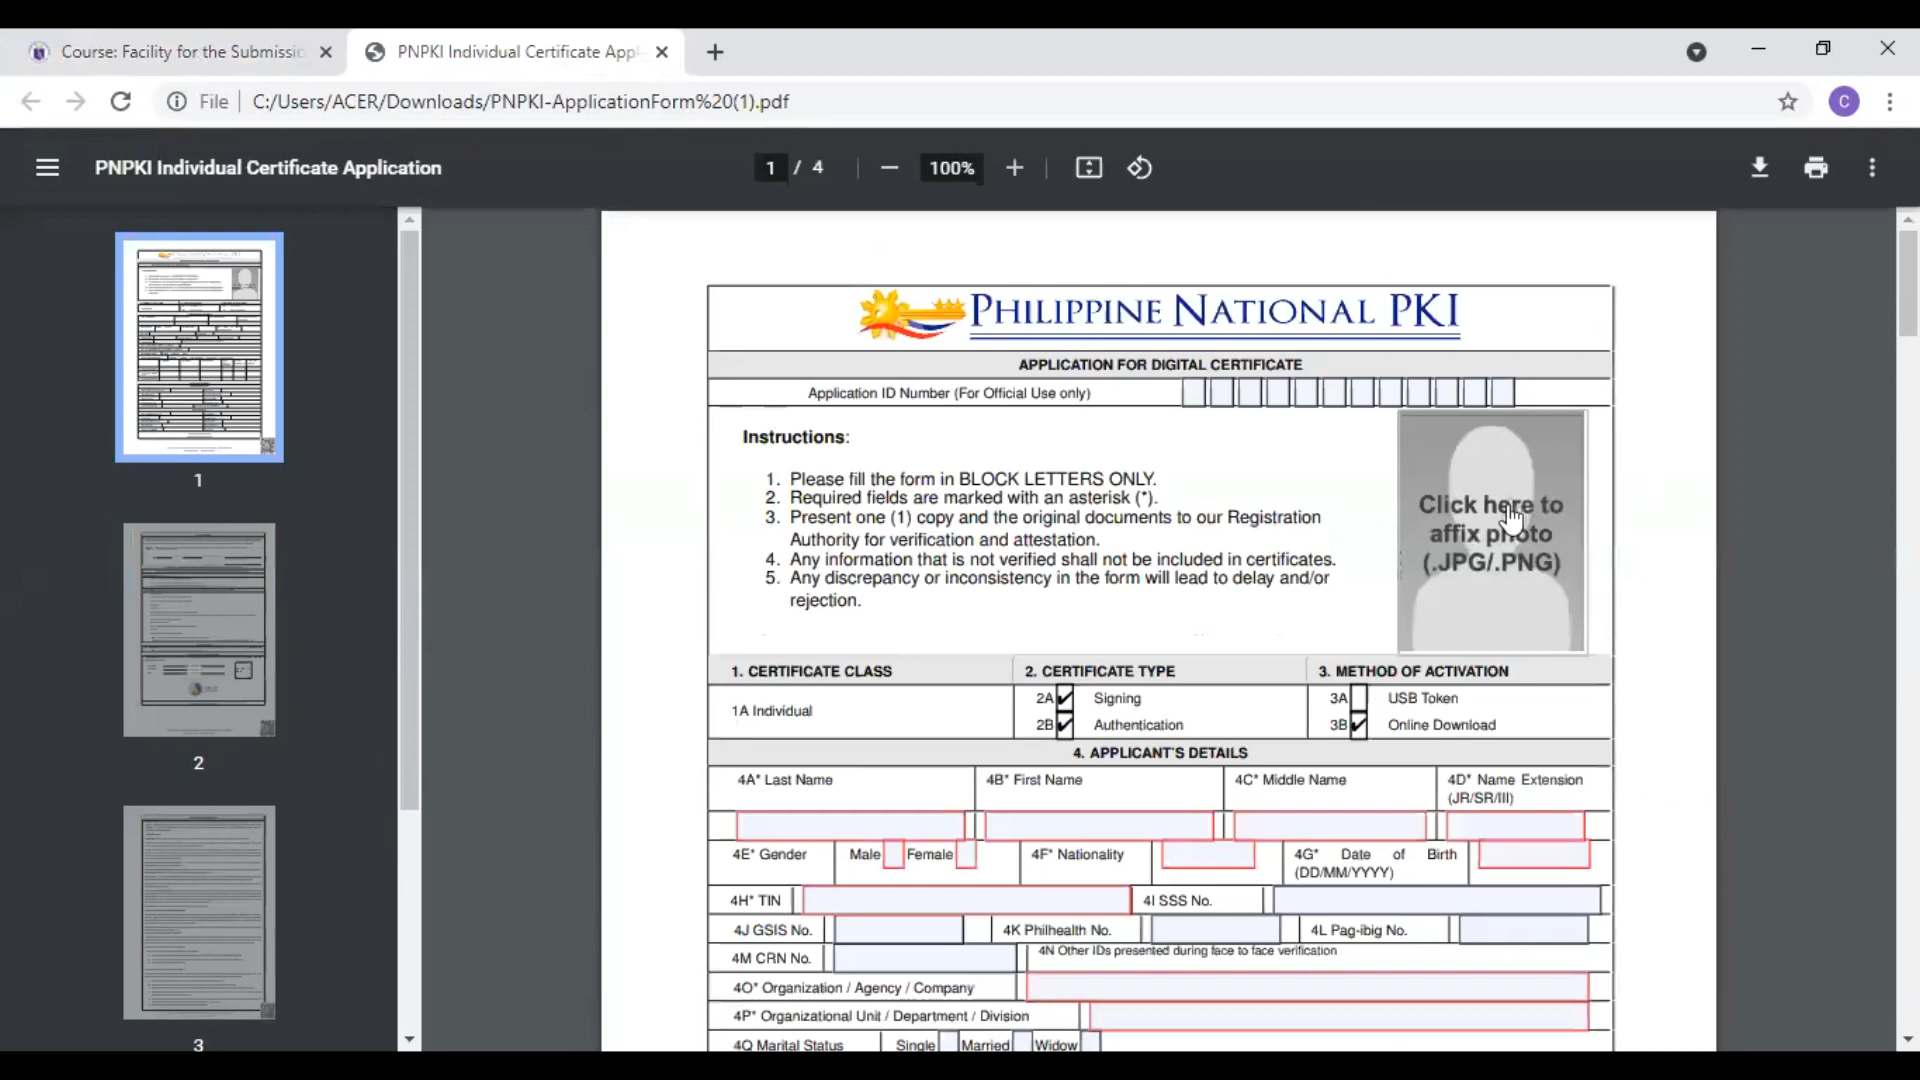 Course: Facility for the Submissio
PNPKI Individual Certificate Appl
File
C:/Users/ACER/Downloads/PNPKI-ApplicationForm%20(1).pdf
C
PNPKI Individual Certificate Application
1 / 4
100%
1
2
3
PHILIPPINE NATIONAL PKI
APPLICATION FOR DIGITAL CERTIFICATE
Application ID Number (For Official Use only)
Instructions:
1. Please fill the form in BLOCK LETTERS ONLY.
2. Required fields are marked with an asterisk (*).
3. Present one (1) copy and the original documents to our Registration
Authority for verification and attestation.
4. Any information that is not verified shall not be included in certificates.
5. Any discrepancy or inconsistency in the form will lead to delay and/or
rejection.
Click here to
affix photo
(.JPG/.PNG)
1. CERTIFICATE CLASS
2. CERTIFICATE TYPE
3. METHOD OF ACTIVATION
1A Individual
2A Signing
2B Authentication
3A USB Token
3B Online Download
4. APPLICANT'S DETAILS
4A* Last Name
4B* First Name
4C* Middle Name
4D* Name Extension
(JR/SR/III)
4E* Gender
Male
Female
4F* Nationality
4G* Date of Birth
(DD/MM/YYYY)
4H* TIN
4I SSS No.
4J GSIS No.
4K Philhealth No.
4L Pag-ibig No.
4M CRN No.
4N Other IDs presented during face to face verification
4O* Organization / Agency / Company
4P* Organizational Unit / Department / Division
4Q Marital Status
Single
Married
Widow